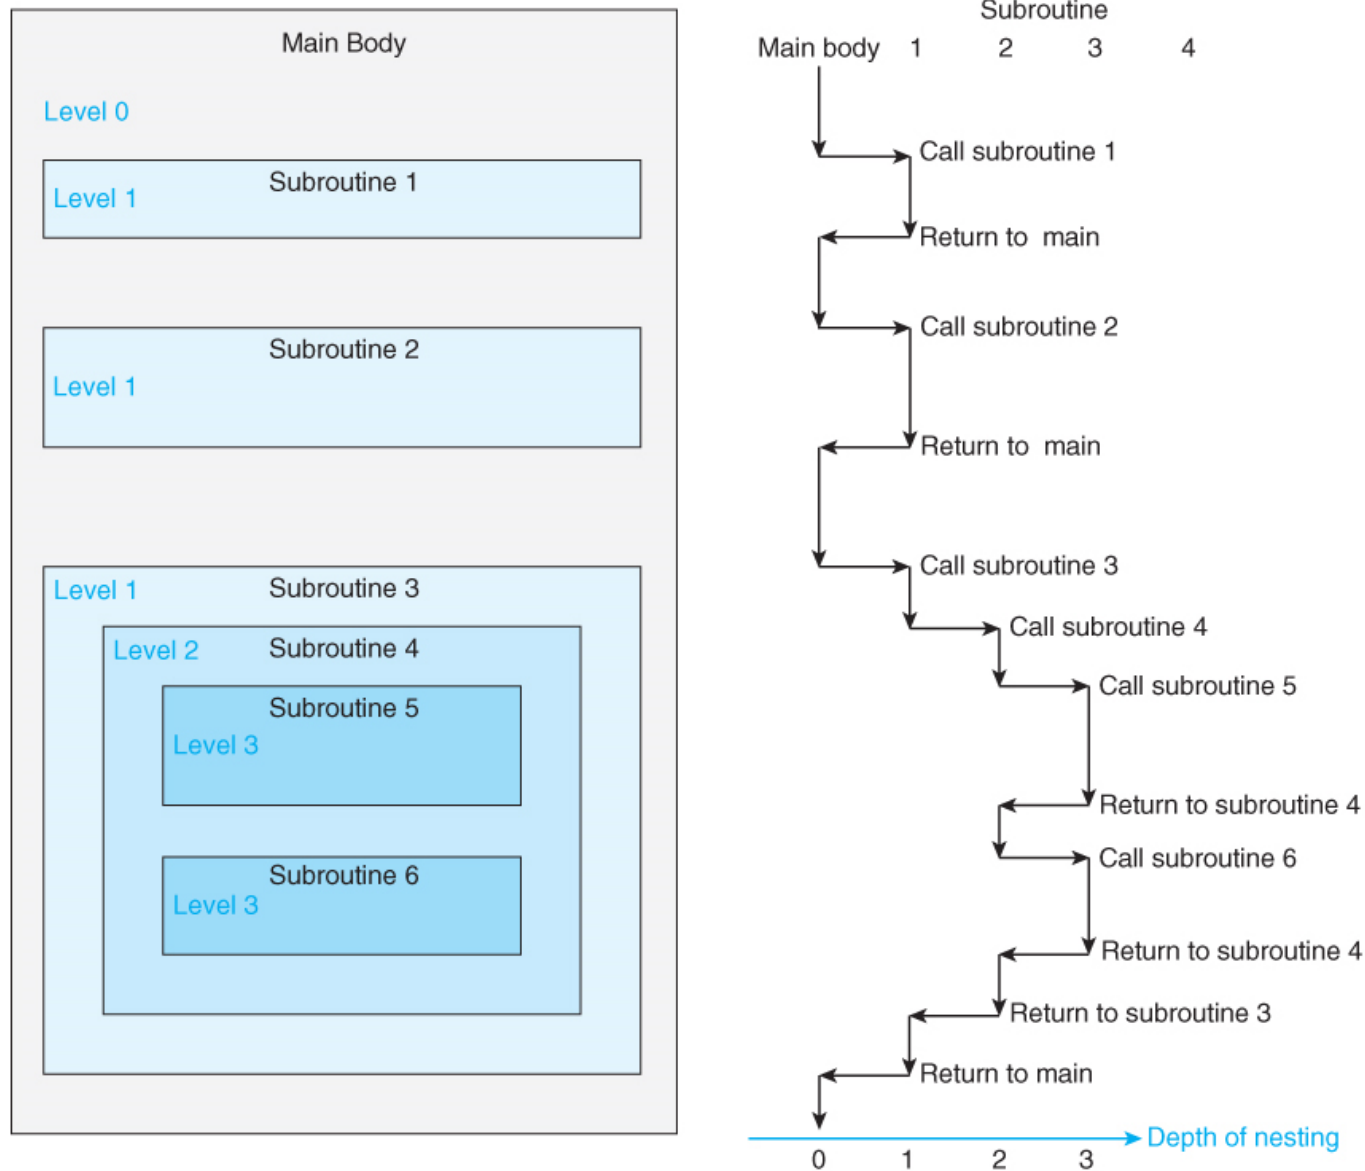 Main Body
Level 0
Subroutine 1
Level 1
Subroutine 2
Level 1
Level 1 Subroutine 3
Level 2 Subroutine 4
Subroutine 5
Level 3
Subroutine 6
Level 3
Subroutine
Main body 1 2 3 4
Call subroutine 1
Return to main
Call subroutine 2
Return to main
Call subroutine 3
Call subroutine 4
Call subroutine 5
Return to subroutine 4
Call subroutine 6
Return to subroutine 4
Return to subroutine 3
Return to main
Depth of nesting
0 1 2 3